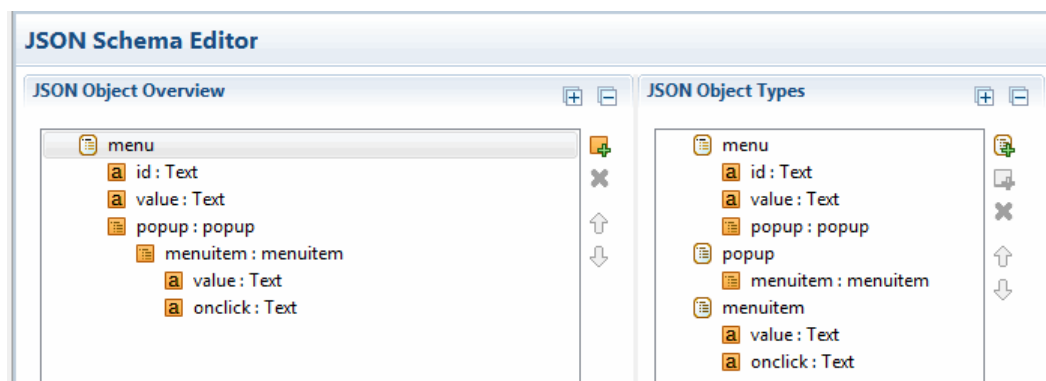 JSON Schema Editor
JSON Object Overview
menu
a id : Text
a value : Text
popup : popup
menuitem : menuitem
a value : Text
a onclick : Text
JSON Object Types
menu
a id : Text
a value : Text
popup : popup
popup
menuitem : menuitem
menuitem
a value : Text
a onclick : Text